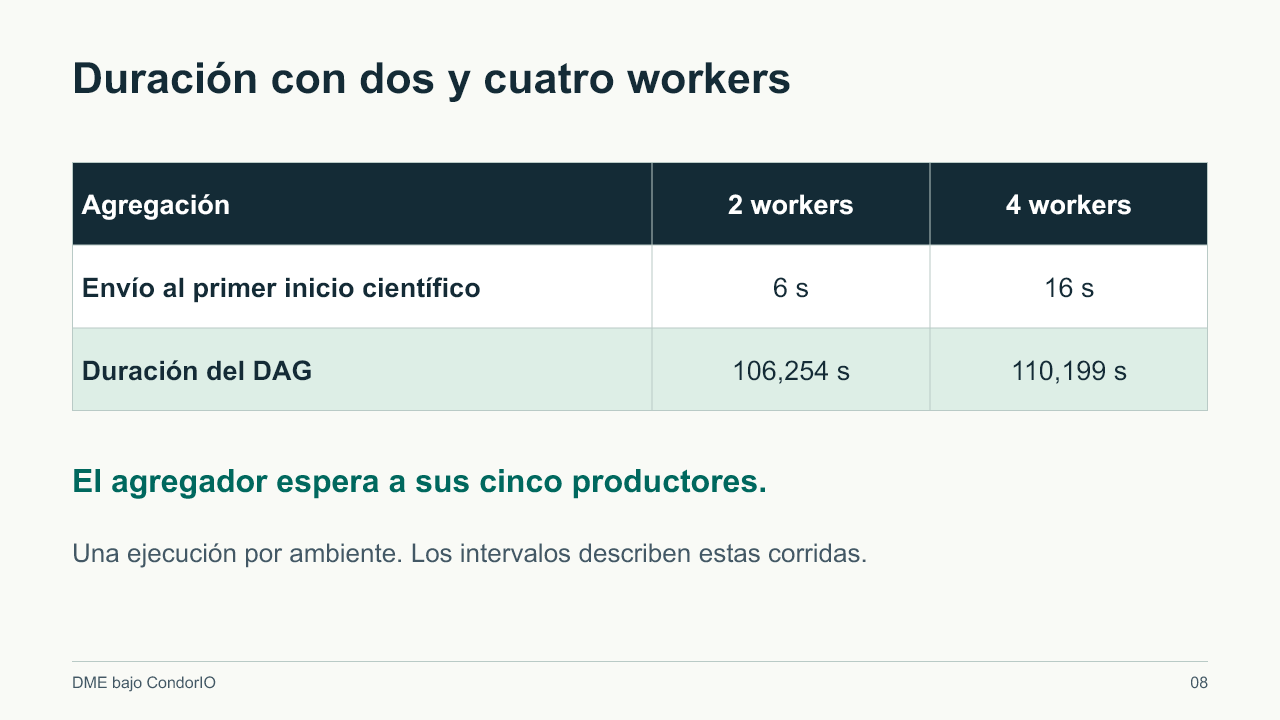 Duración con dos y cuatro workers
Agregación 2 workers 4 workers
Envío al primer inicio científico 6 s 16 s
Duración del DAG 106,254 s 110,199 s
El agregador espera a sus cinco productores.
Una ejecución por ambiente. Los intervalos describen estas corridas.
DME bajo CondorIO 08